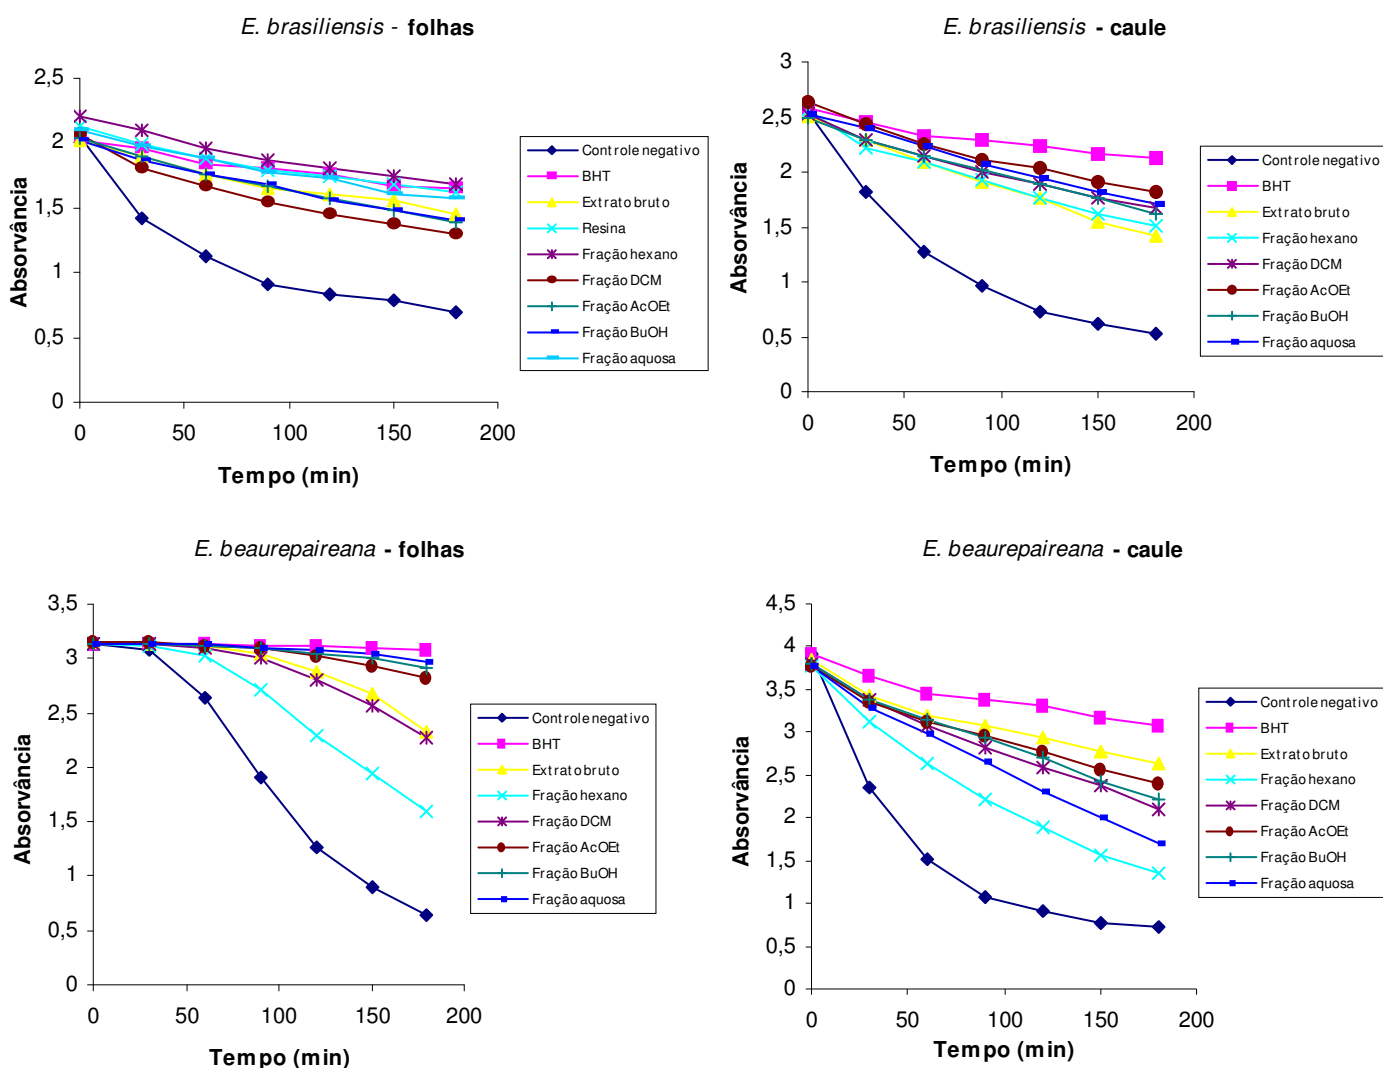 E. brasiliensis - folhas
Absorvância
2,5
2
1,5
1
0,5
0
0 50 100 150 200
Tempo (min)
Controle negativo
BHT
Extrato bruto
Resina
Fração hexano
Fração DCM
Fração AcOEt
Fração BuOH
Fração aquosa
E. brasiliensis - caule
Absorvância
3
2,5
2
1,5
1
0,5
0
0 50 100 150 200
Tempo (min)
Controle negativo
BHT
Extrato bruto
Fração hexano
Fração DCM
Fração AcOEt
Fração BuOH
Fração aquosa
E. beaurepaireana - folhas
Absorvância
3,5
3
2,5
2
1,5
1
0,5
0
0 50 100 150 200
Tempo (min)
Controle negativo
BHT
Extrato bruto
Fração hexano
Fração DCM
Fração AcOEt
Fração BuOH
Fração aquosa
E. beaurepaireana - caule
Absorvância
4,5
4
3,5
3
2,5
2
1,5
1
0,5
0
0 50 100 150 200
Tempo (min)
Controle negativo
BHT
Extrato bruto
Fração hexano
Fração DCM
Fração AcOEt
Fração BuOH
Fração aquosa